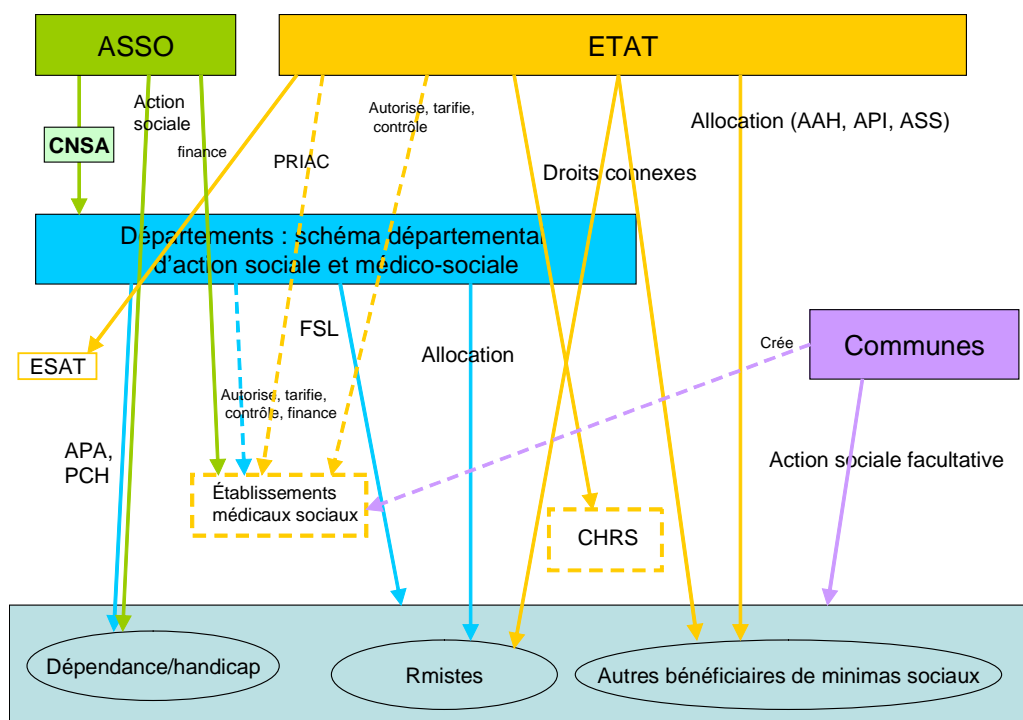 ASSO
ETAT
Action
sociale
finance
Autorise, tarifie,
contrôle
Allocation (AAH, API, ASS)
CNSA
PRIAC
Droits connexes
Départements : schéma départemental
d’action sociale et médico-sociale
FSL
Allocation
ESAT
Crée
Communes
Autorise, tarifie,
contrôle, finance
APA,
PCH
Action sociale facultative
Établissements
médicaux sociaux
CHRS
Dépendance/handicap
Rmistes
Autres bénéficiaires de minimas sociaux